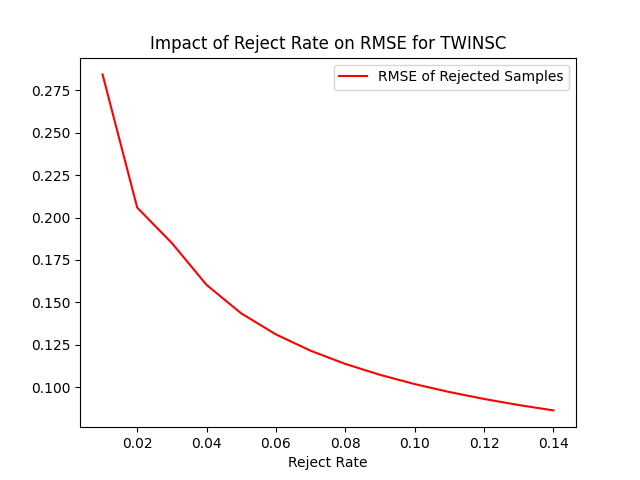 Impact of Reject Rate on RMSE for TWINSC
RMSE of Rejected Samples
0.275
0.250
0.225
0.200
0.175
0.150
0.125
0.100
0.02 0.04 0.06 0.08 0.10 0.12 0.14
Reject Rate